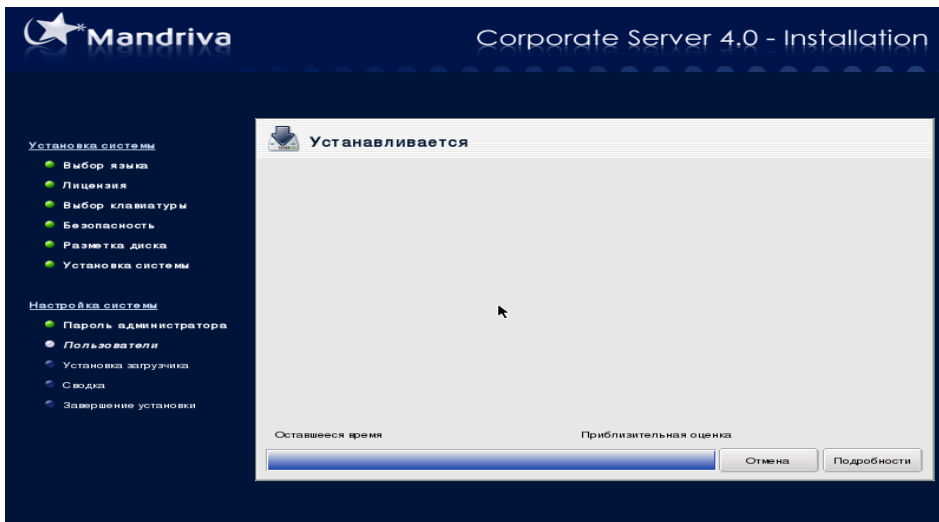 Mandriva
Corporate Server 4.0 - Installation
Установка системы
Выбор языка
Лицензия
Выбор клавиатуры
Безопасность
Разметка диска
Установка системы
Настройка системы
Пароль администратора
Пользователи
Установка загрузчика
Сводка
Завершение установки
Устанавливается
Оставшееся время
Приблизительная оценка
Отмена
Подробности